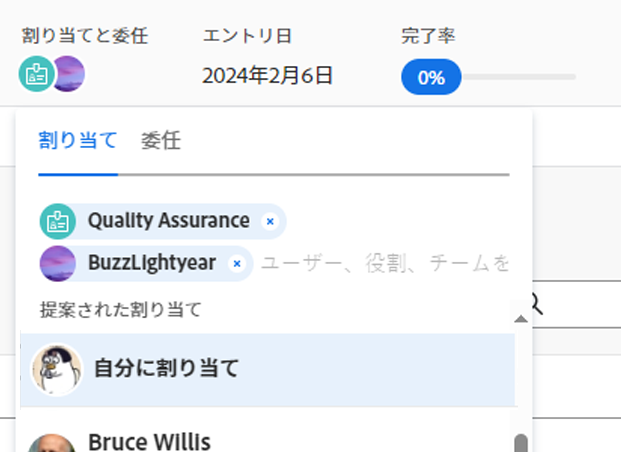 割り当てと委任 エントリ日 完了率
2024年2月6日 0%
割り当て 委任
Quality Assurance ×
BuzzLightyear × ユーザー、役割、チームを
提案された割り当て
自分に割り当て
Bruce Willis